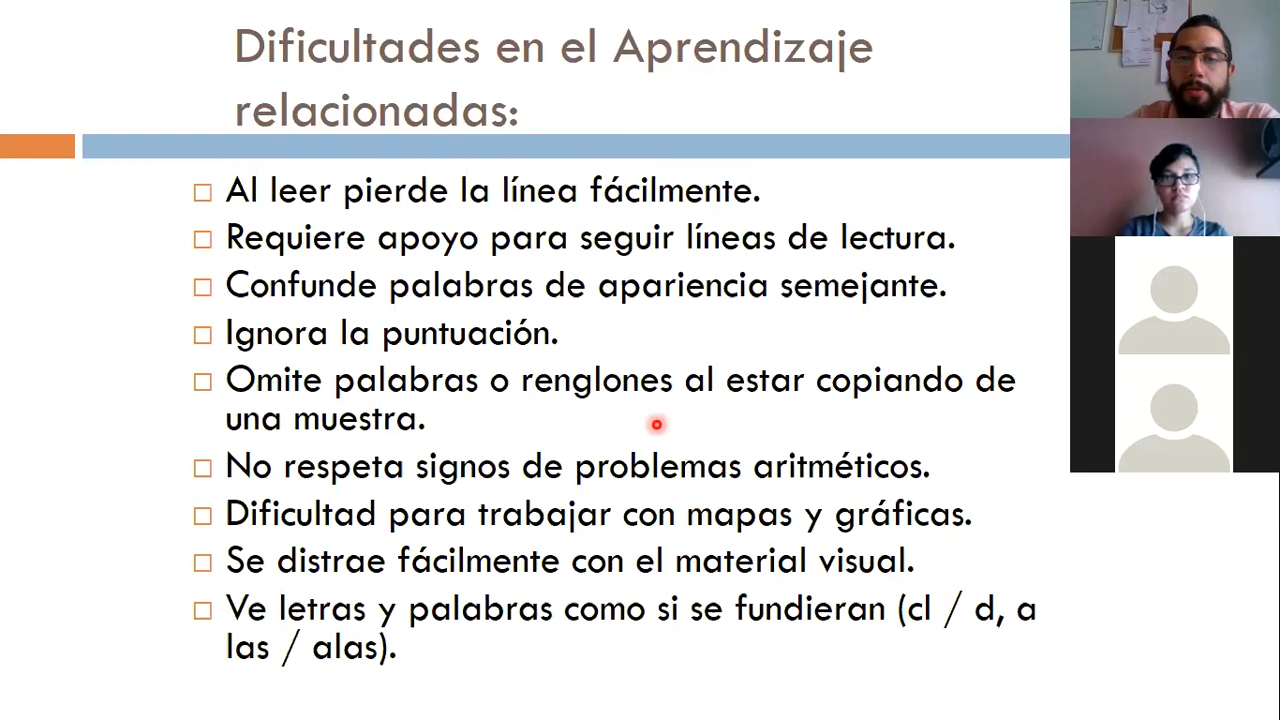 Dificultades en el Aprendizaje
relacionadas:
Al leer pierde la línea fácilmente.
Requiere apoyo para seguir líneas de lectura.
Confunde palabras de apariencia semejante.
Ignora la puntuación.
Omite palabras o renglones al estar copiando de
una muestra.
No respeta signos de problemas aritméticos.
Dificultad para trabajar con mapas y gráficas.
Se distrae fácilmente con el material visual.
Ve letras y palabras como si se fundieran (cl / d, a
las / alas).